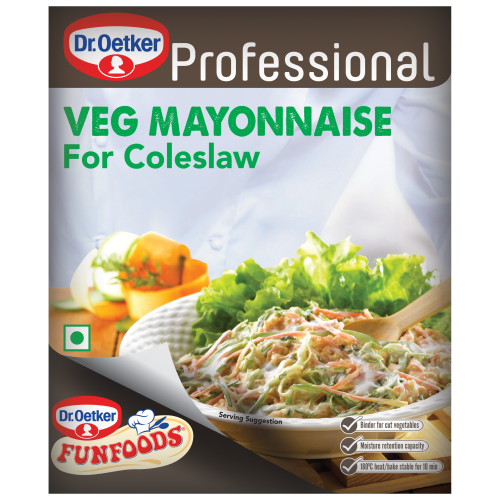 Dr.Oetker
Professional
VEG MAYONNAISE
For Coleslaw
Serving Suggestion
Dr.Oetker
FUNFOODS®
Binder for cut vegetables
Moisture retention capacity
160ºC heat/bake stable for 10 min